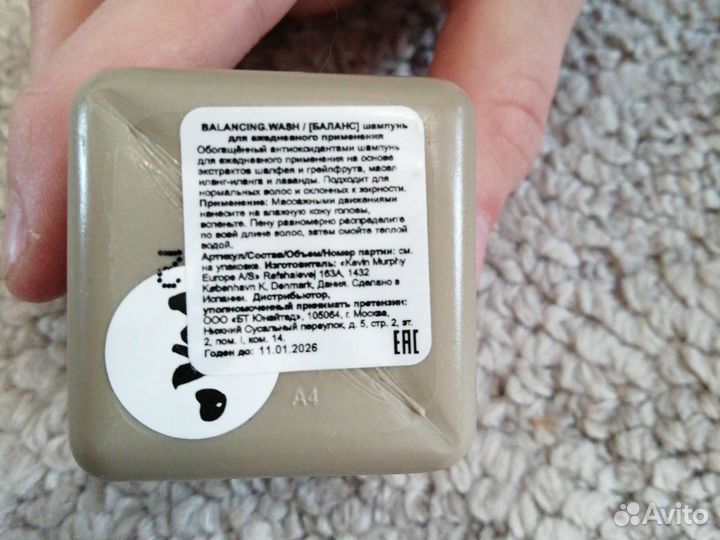 BALANCING.WASH / [БАЛАНС] шампунь
для ежедневного применения
Обогащённый антиоксидантами шампунь
для ежедневного применения на основе
экстрактов шалфея и грейпфрута, масел
иланг-иланга и лаванды. Подходит для
нормальных волос и склонных к жирности.
Применение: Массажными движениями
нанесите на влажную кожу головы,
вспеньте. Пену равномерно распределите
по всей длине волос, затем смойте теплой
водой.
Артикул/Состав/Объем/Номер партии: см.
на упаковке. Изготовитель: «Kevin Murphy
Europe A/S» Refshalevej 163A, 1432
København K, Denmark, Дания. Сделано в
Испании. Дистрибьютор,
уполномоченный принимать претензии:
ООО «БТ Юнайтед», 105064, г. Москва,
Нижний Сусальный переулок, д. 5, стр. 2, эт.
2, пом. I, ком. 14.
Годен до: 11.01.2026
EAC
A4
Avito